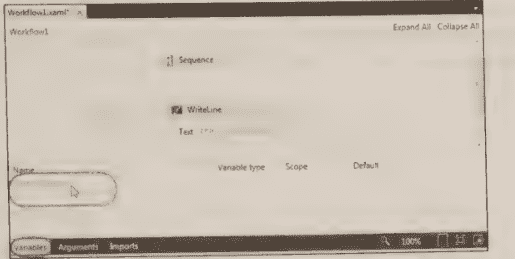 Workflow1.xaml*
Workflow1
Expand All Collapse All
Sequence
WriteLine
Text
Name Variable type Scope Default
Variables Arguments Imports 100%